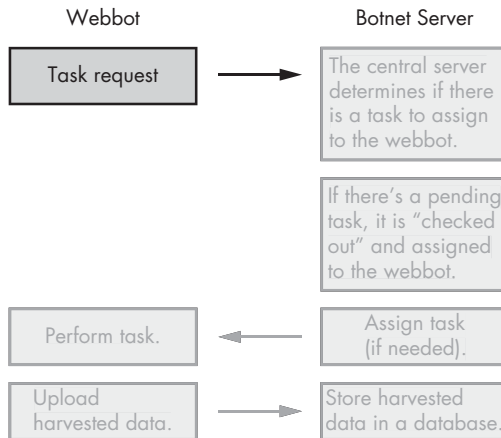 Webbot
Botnet Server
Task request
The central server
determines if there
is a task to assign
to the webbot.
If there's a pending
task, it is “checked
out” and assigned
to the webbot.
Perform task.
Assign task
(if needed).
Upload
harvested data.
Store harvested
data in a database.